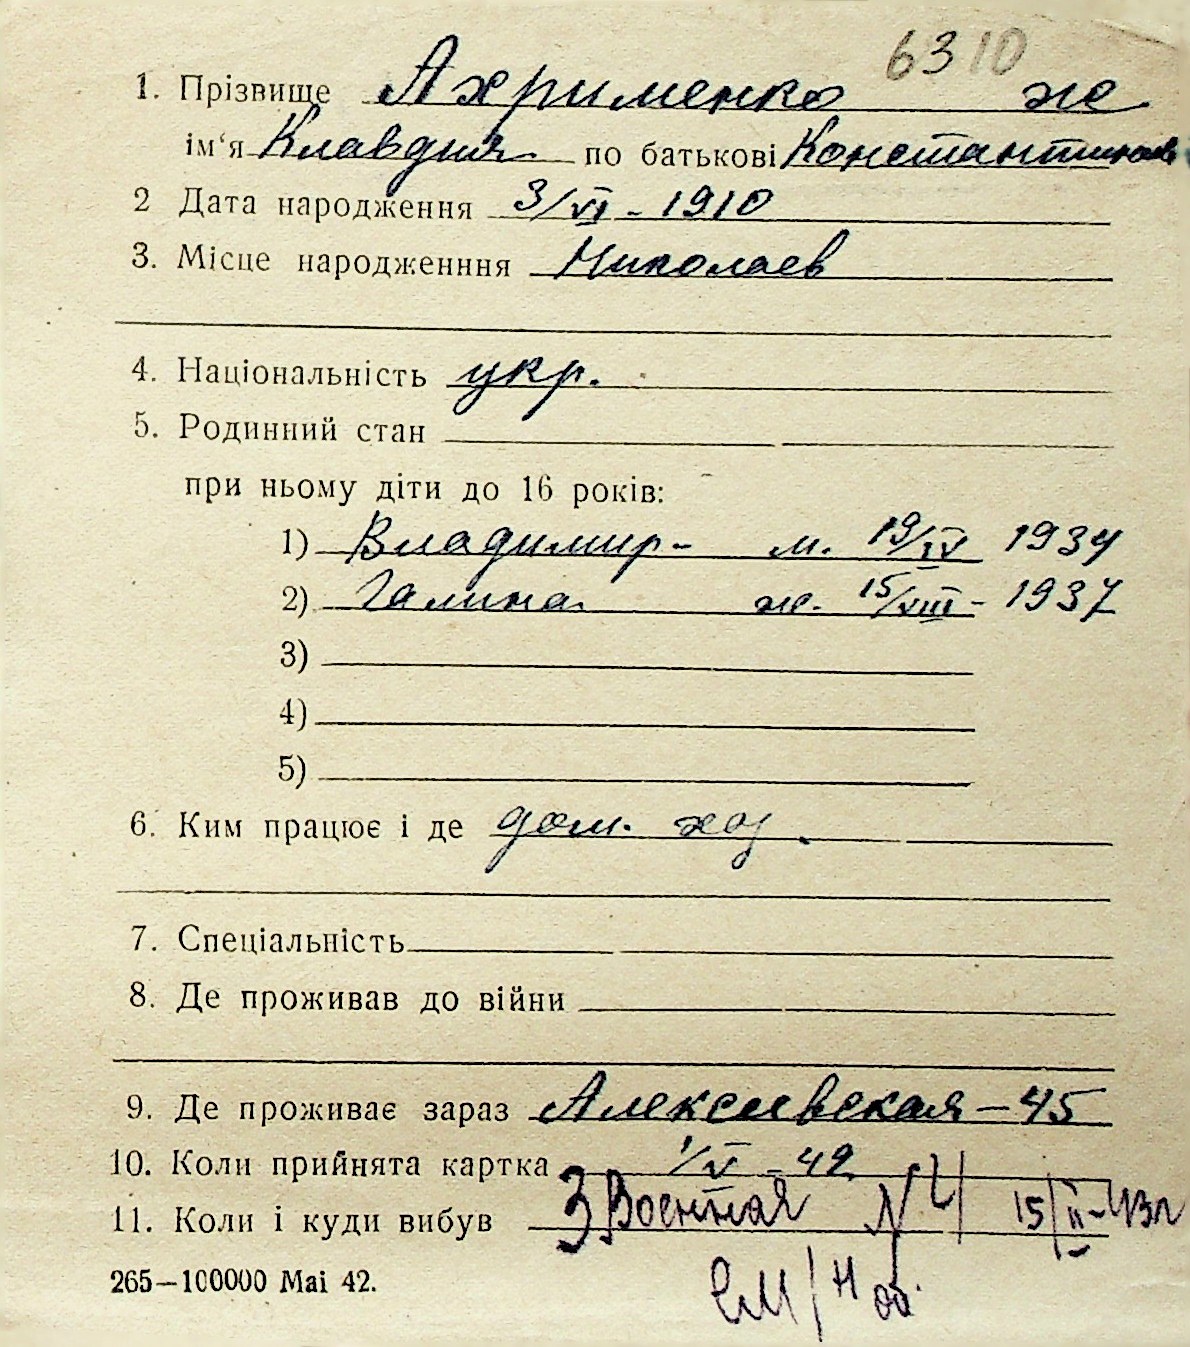 6310
1. Прізвище Ахрименко же
ім'я Клавдия по батькові Константинов
2 Дата народження 3/VI - 1910
3. Місце народженння Николаев
4. Національність укр.
5. Родинний стан
при ньому діти до 16 років:
1) Владимир - м. 19/IV 1934
2) Галина ж. 15/VIII - 1937
3)
4)
5)
6. Ким працює і де дом. хоз.
7. Спеціальність
8. Де проживав до війни
9. Де проживає зараз Алексеевская - 45
10. Коли прийнята картка 1/V - 42
11. Коли і куди вибув 3 Военная № 4 15/II - 43 г
265—100000 Mai 42.